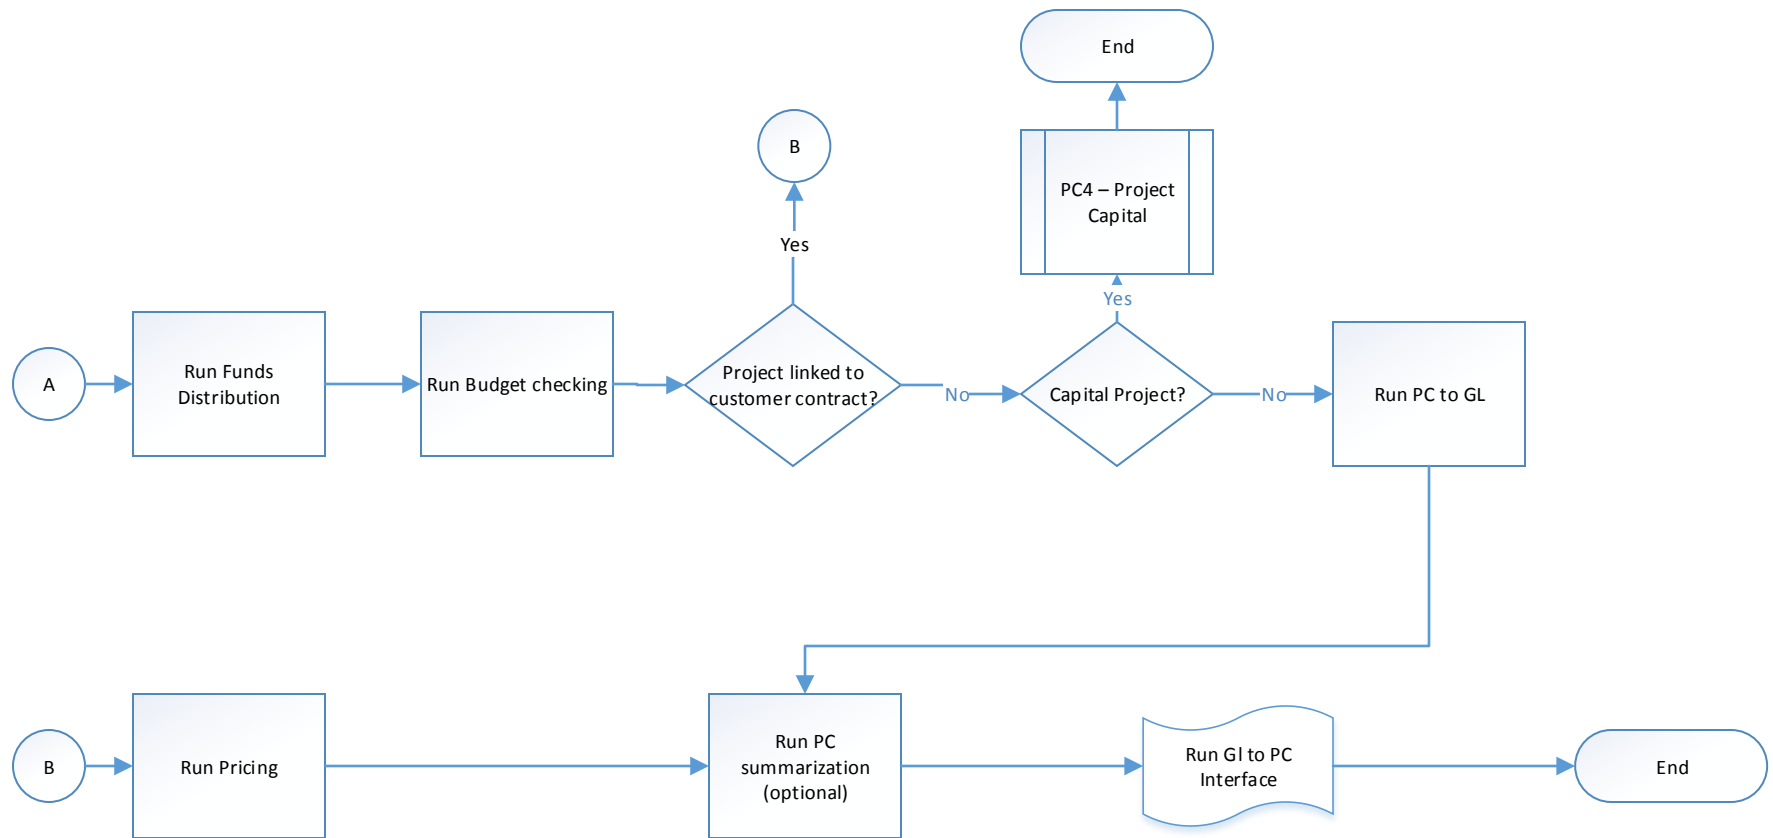 End
B
PC4 – Project
Capital
Yes
Yes
A
Run Funds
Distribution
Run Budget checking
Project linked to
customer contract?
No
Capital Project?
No
Run PC to GL
B
Run Pricing
Run PC
summarization
(optional)
Run Gl to PC
Interface
End